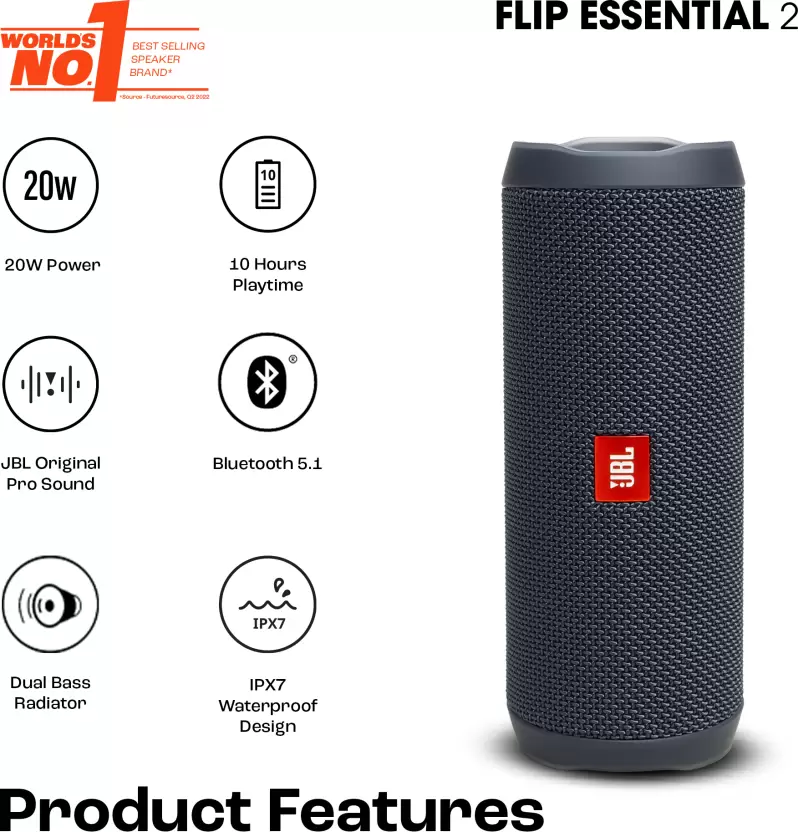 FLIP ESSENTIAL 2
WORLD'S
NO.1
BEST SELLING
SPEAKER
BRAND*
*Source - Futuresource, Q2 2022
20W
10
20W Power
10 Hours
Playtime
®
JBL Original
Pro Sound
Bluetooth 5.1
JBL
IPX7
Dual Bass
Radiator
IPX7
Waterproof
Design
Product Features